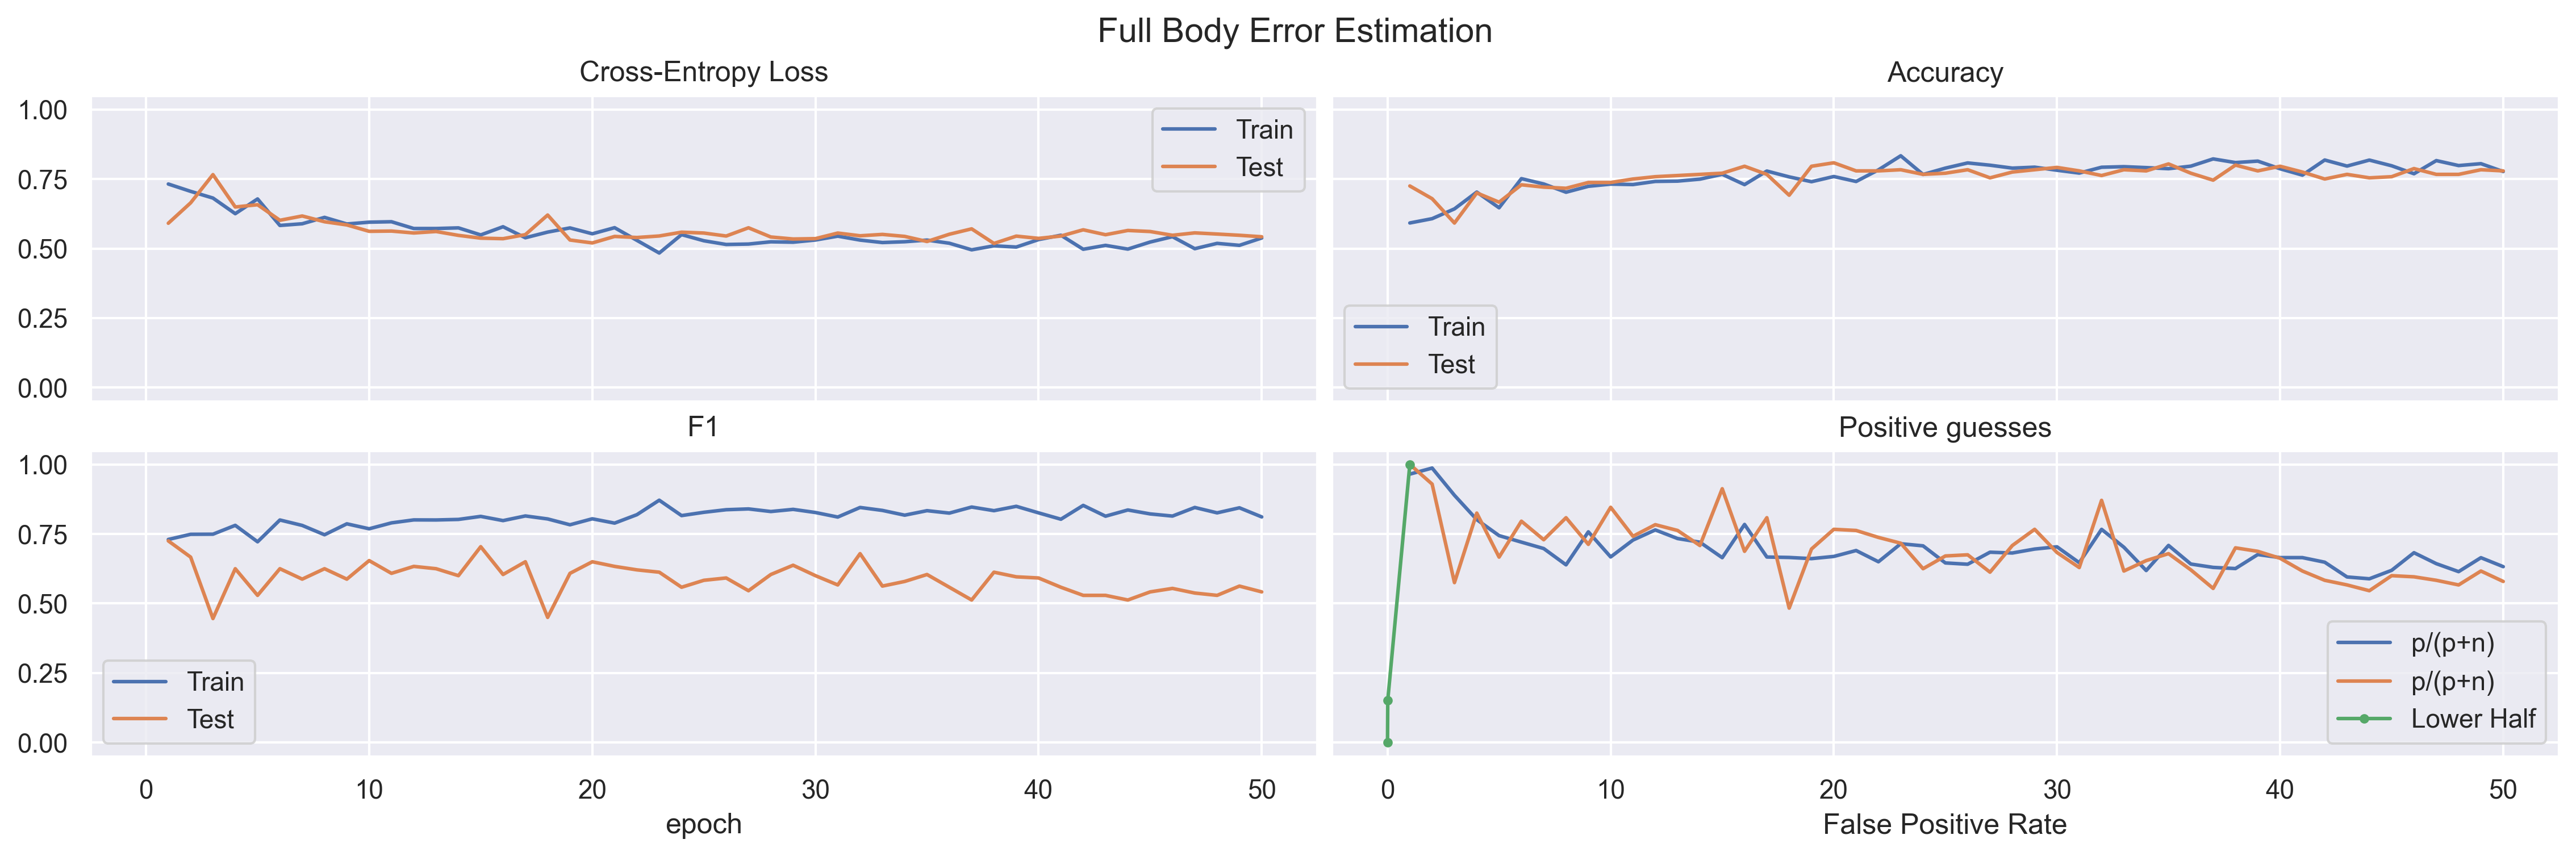 Full Body Error Estimation
Cross-Entropy Loss
1.00
0.75
0.50
0.25
0.00
Train
Test
Accuracy
Train
Test
F1
1.00
0.75
0.50
0.25
0.00
Train
Test
0 10 20 30 40 50
epoch
Positive guesses
p/(p+n)
p/(p+n)
Lower Half
0 10 20 30 40 50
False Positive Rate